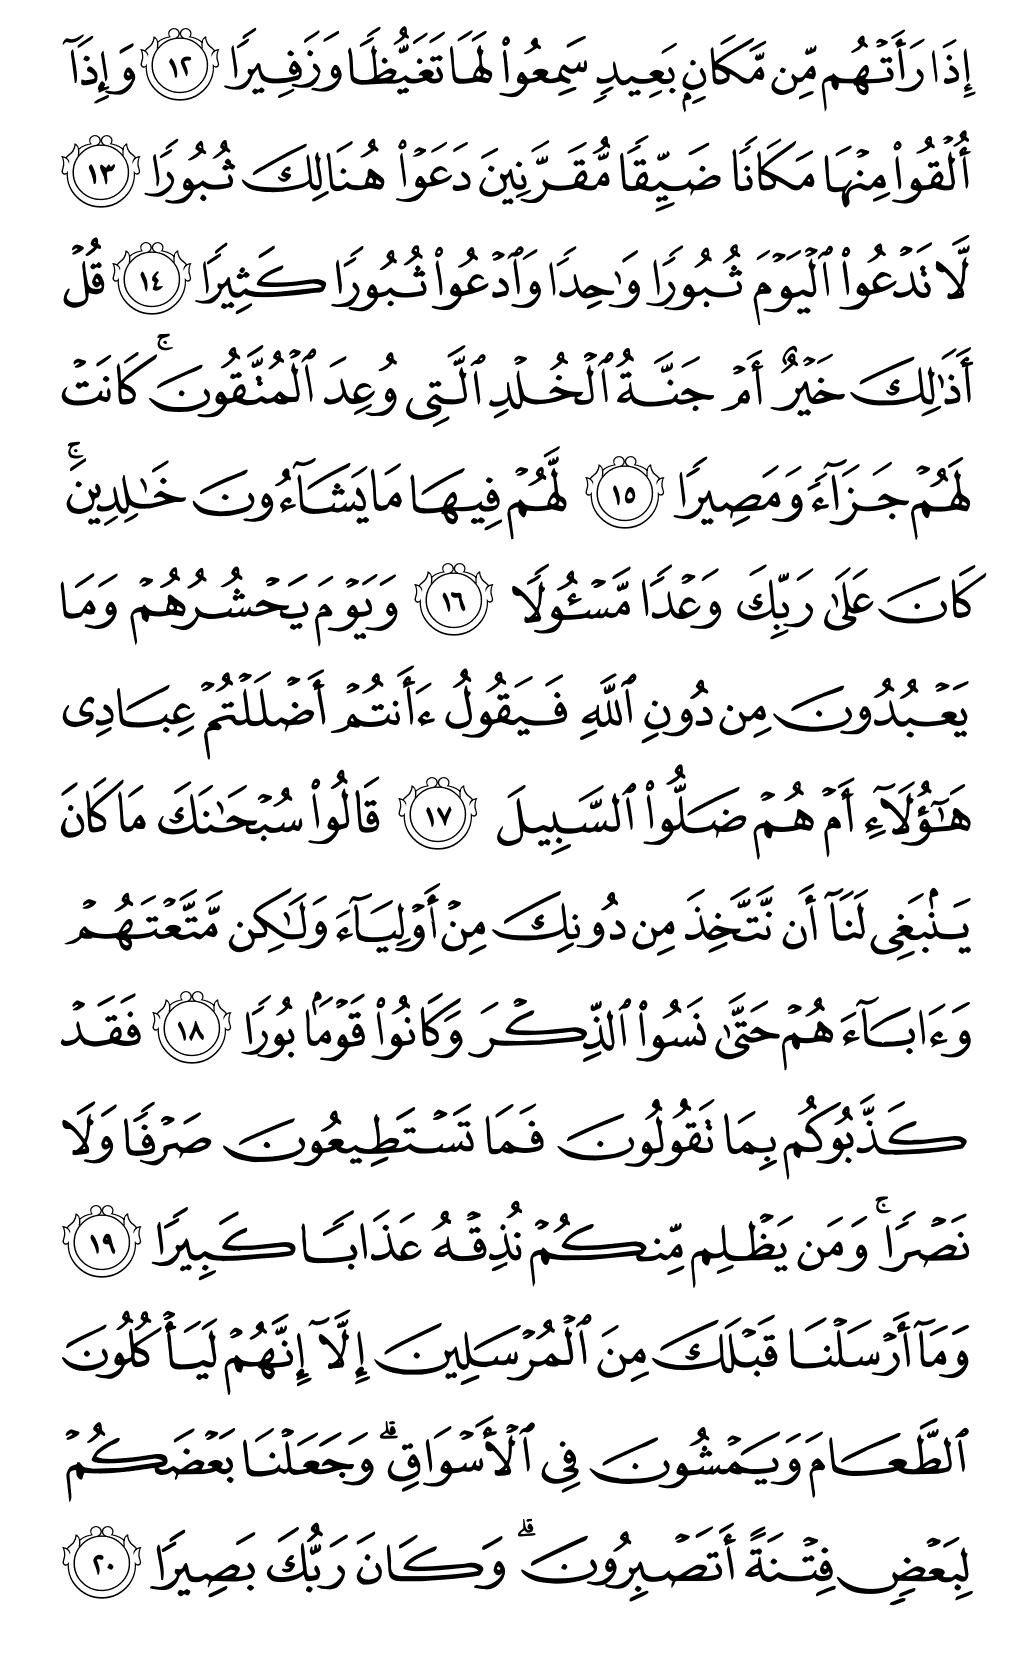 إِذَا رَأَتْهُم مِّن مَّكَانٍۭ بَعِيدٍ سَمِعُوا۟ لَهَا تَغَيُّظًا وَزَفِيرًا ١٢ وَإِذَآ
أُلْقُوا۟ مِنْهَا مَكَانًا ضَيِّقًا مُّقَرَّنِينَ دَعَوْا۟ هُنَالِكَ ثُبُورًا ١٣
لَّا تَدْعُوا۟ ٱلْيَوْمَ ثُبُورًا وَٰحِدًا وَٱدْعُوا۟ ثُبُورًا كَثِيرًا ١٤ قُلْ
أَذَٰلِكَ خَيْرٌ أَمْ جَنَّةُ ٱلْخُلْدِ ٱلَّتِى وُعِدَ ٱلْمُتَّقُونَ ۚ كَانَتْ
لَهُمْ جَزَآءً وَمَصِيرًا ١٥ لَّهُمْ فِيهَا مَا يَشَآءُونَ خَٰلِدِينَ ۚ
كَانَ عَلَىٰ رَبِّكَ وَعْدًا مَّسْـُٔولًا ١٦ وَيَوْمَ يَحْشُرُهُمْ وَمَا
يَعْبُدُونَ مِن دُونِ ٱللَّهِ فَيَقُولُ ءَأَنتُمْ أَضْلَلْتُمْ عِبَادِى
هَٰٓؤُلَآءِ أَمْ هُمْ ضَلُّوا۟ ٱلسَّبِيلَ ١٧ قَالُوا۟ سُبْحَٰنَكَ مَا كَانَ
يَنۢبَغِى لَنَآ أَن نَّتَّخِذَ مِن دُونِكَ مِنْ أَوْلِيَآءَ وَلَٰكِن مَّتَّعْتَهُمْ
وَءَابَآءَهُمْ حَتَّىٰ نَسُوا۟ ٱلذِّكْرَ وَكَانُوا۟ قَوْمًۢا بُورًا ١٨ فَقَدْ
كَذَّبُوكُم بِمَا تَقُولُونَ فَمَا تَسْتَطِيعُونَ صَرْفًا وَلَا
نَصْرًا ۚ وَمَن يَظْلِم مِّنكُمْ نُذِقْهُ عَذَابًا كَبِيرًا ١٩
وَمَآ أَرْسَلْنَا قَبْلَكَ مِنَ ٱلْمُرْسَلِينَ إِلَّآ إِنَّهُمْ لَيَأْكُلُونَ
ٱلطَّعَامَ وَيَمْشُونَ فِى ٱلْأَسْوَاقِ ۗ وَجَعَلْنَا بَعْضَكُمْ
لِبَعْضٍ فِتْنَةً أَتَصْبِرُونَ ۗ وَكَانَ رَبُّكَ بَصِيرًا ٢٠